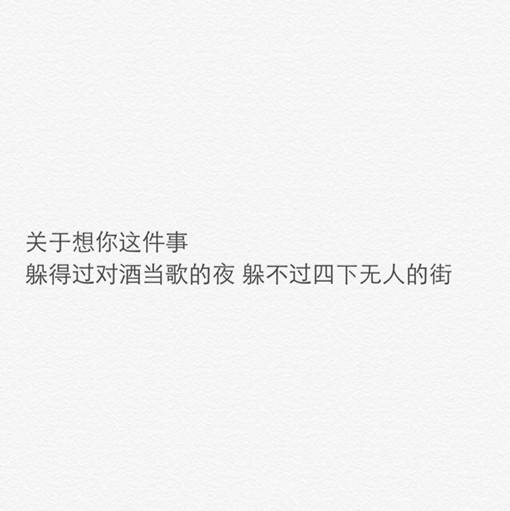 关于想你这件事
躲得过对酒当歌的夜 躲不过四下无人的街